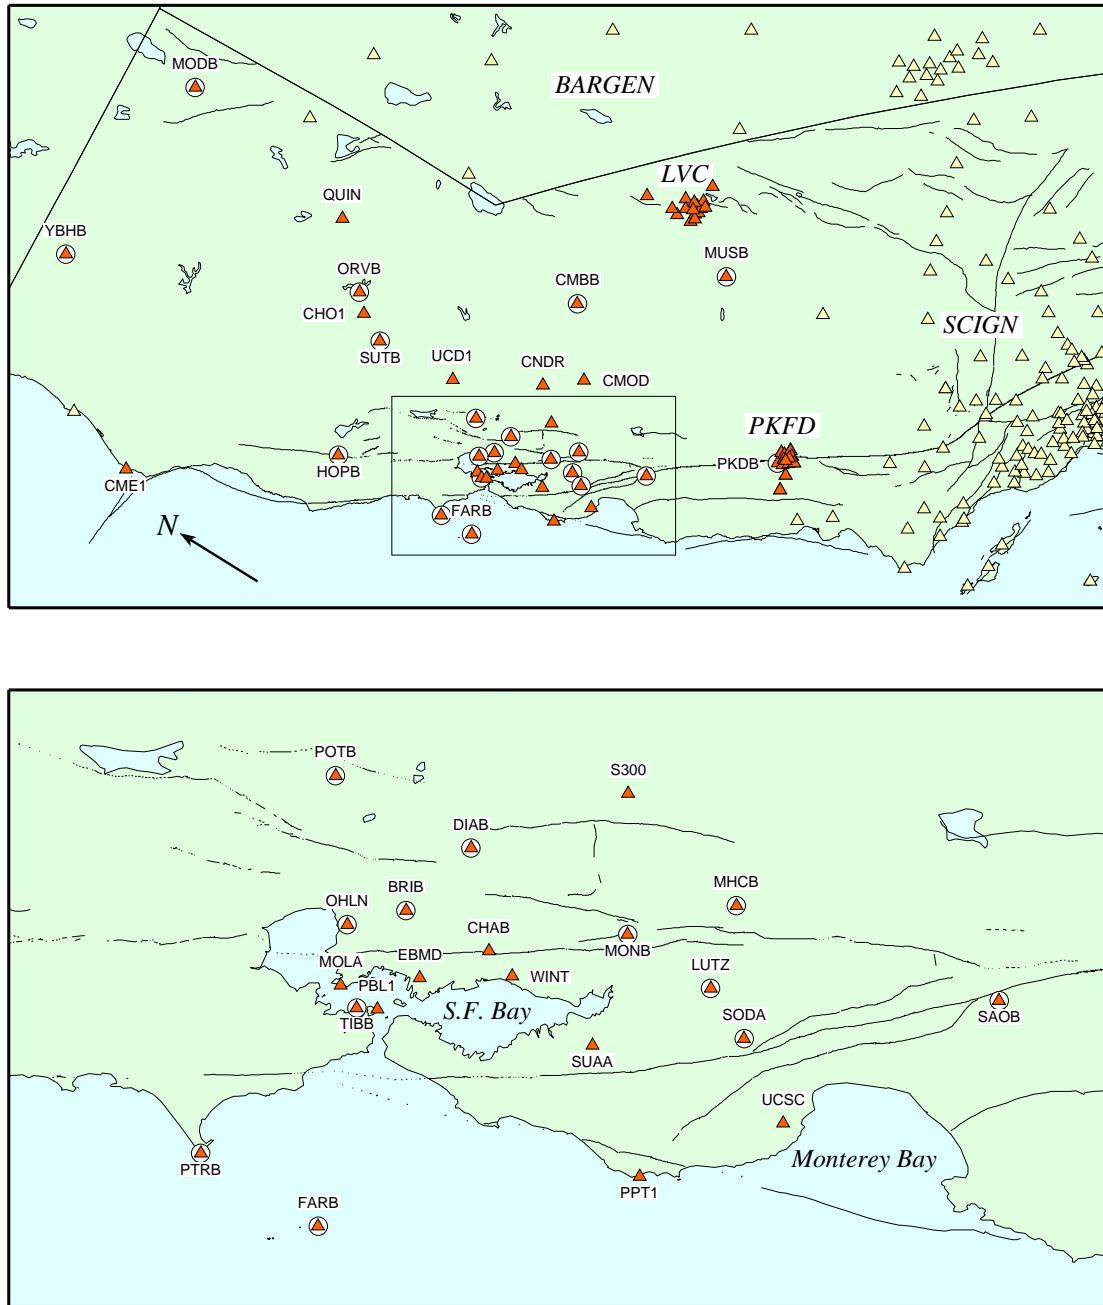 MODB
BARGEN
LVC
QUIN
YBHB
MUSB
ORVB
CMBB
CHO1
SCIGN
SUTB
UCD1
CNDR
CMOD
PKFD
PKDB
HOPB
CME1
FARB
N
POTB
S300
DIAB
BRIB
MHCB
OHLN
CHAB
MONB
EBMD
MOLA
WINT
LUTZ
PBL1
S.F. Bay
SODA
SAOB
TIBB
SUAA
UCSC
Monterey Bay
PTRB
PPT1
FARB